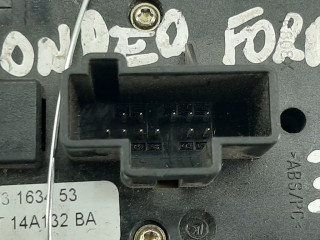 ONDEO FORD
3 1634 53
T 14A132 BA
>ABS/PC<